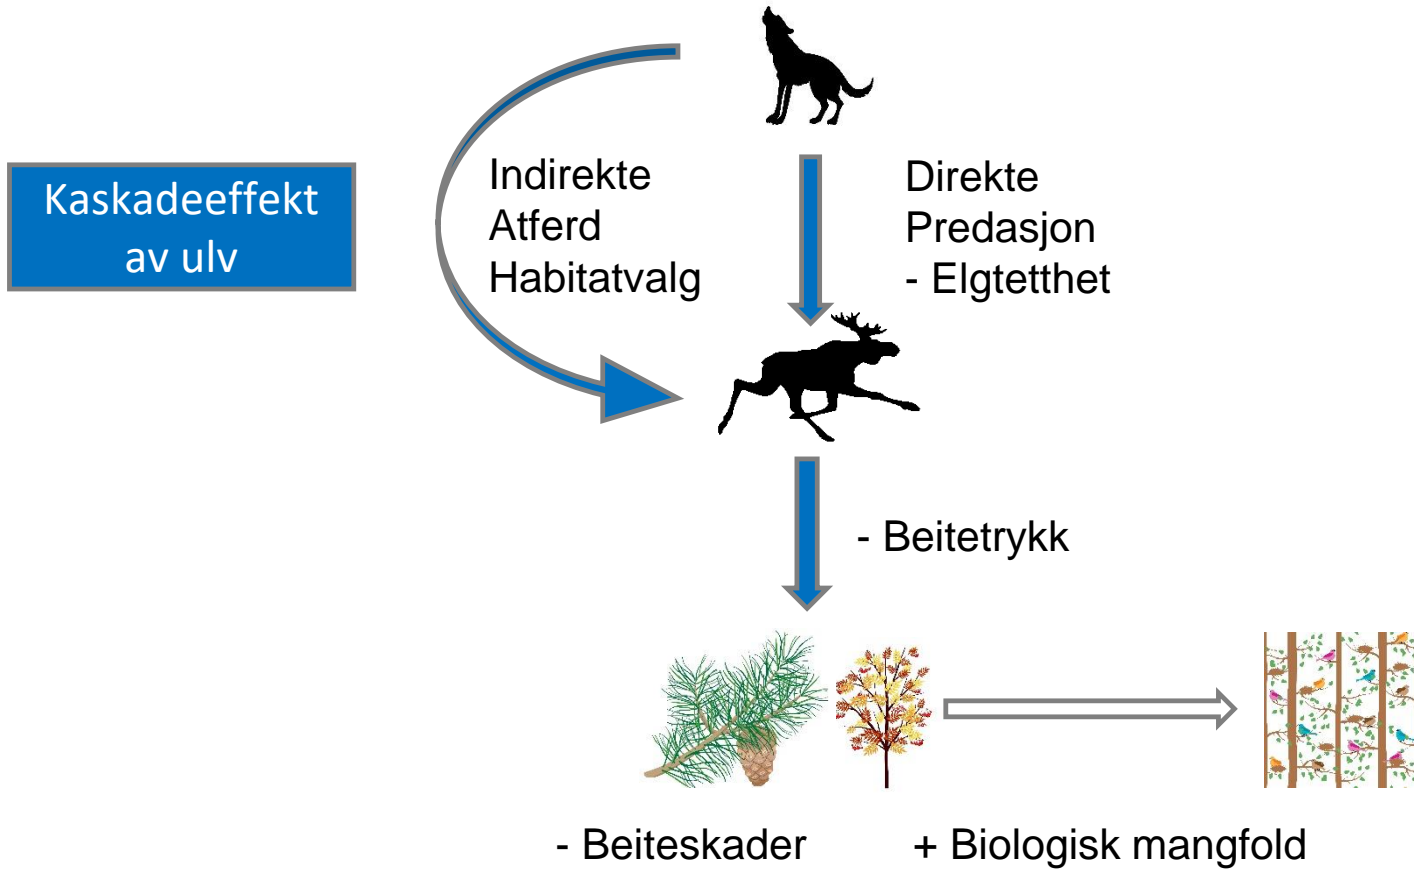 Kaskadeeffekt
av ulv
Indirekte
Atferd
Habitatvalg
Direkte
Predasjon
- Elgtetthet
- Beitetrykk
- Beiteskader
+ Biologisk mangfold